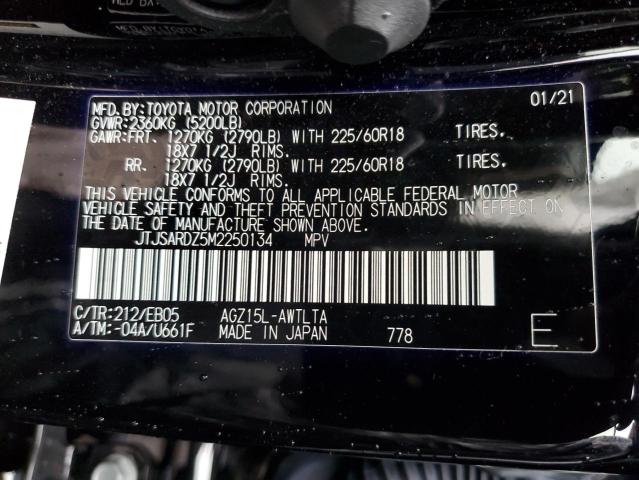 MFD. BY: TOYOTA MOTOR CORPORATION 01/21
GVWR: 2360KG (5200LB)
GAWR: FRT. 1270KG (2790LB) WITH 225/60R18 TIRES.
18X7 1/2J RIMS.
RR. 1270KG (2790LB) WITH 225/60R18 TIRES.
18X7 1/2J RIMS.
THIS VEHICLE CONFORMS TO ALL APPLICABLE FEDERAL MOTOR
VEHICLE SAFETY AND THEFT PREVENTION STANDARDS IN EFFECT ON
THE DATE OF MANUFACTURE SHOWN ABOVE.
JTJSARDZ5M2250134 MPV
C/TR: 212/EB05 AGZ15L-AWTLTA
A/TM: -04A/U661F MADE IN JAPAN 778 E